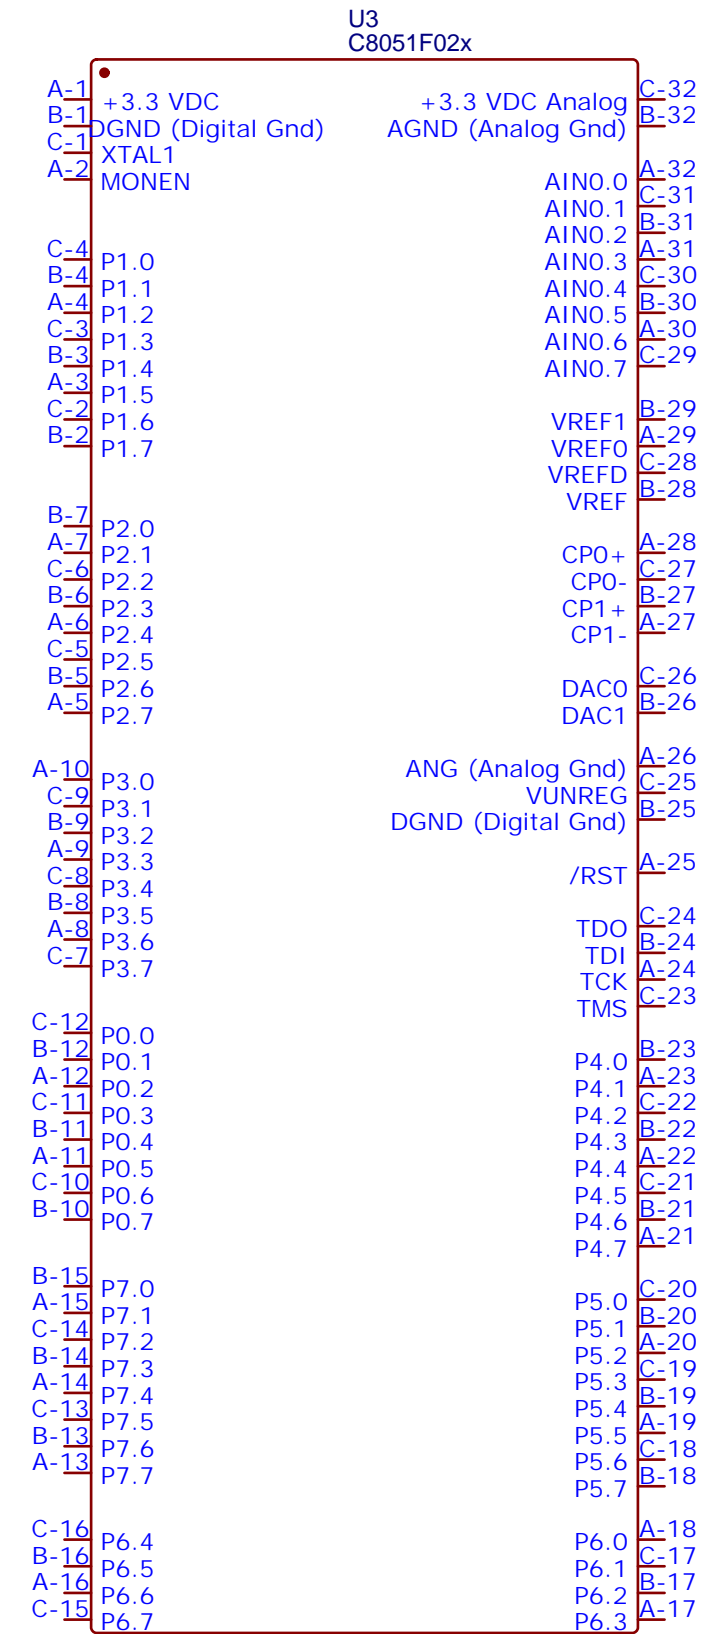 U3
C8051F02x
A-1 +3.3 VDC +3.3 VDC Analog C-32
B-1 DGND (Digital Gnd) AGND (Analog Gnd) B-32
C-1 XTAL1
A-2 MONEN AIN0.0 A-32
AIN0.1 C-31
AIN0.2 B-31
C-4 P1.0 AIN0.3 A-31
B-4 P1.1 AIN0.4 C-30
A-4 P1.2 AIN0.5 B-30
C-3 P1.3 AIN0.6 A-30
B-3 P1.4 AIN0.7 C-29
A-3 P1.5
C-2 P1.6 VREF1 B-29
B-2 P1.7 VREF0 A-29
VREFD C-28
VREF B-28
B-7 P2.0
A-7 P2.1 CP0+ A-28
C-6 P2.2 CP0- C-27
B-6 P2.3 CP1+ B-27
A-6 P2.4 CP1- A-27
C-5 P2.5
B-5 P2.6 DAC0 C-26
A-5 P2.7 DAC1 B-26
A-10 P3.0 ANG (Analog Gnd) A-26
C-9 P3.1 VUNREG C-25
B-9 P3.2 DGND (Digital Gnd) B-25
A-9 P3.3
C-8 P3.4 /RST A-25
B-8 P3.5
A-8 P3.6 TDO C-24
C-7 P3.7 TDI B-24
TCK A-24
TMS C-23
C-12 P0.0
B-12 P0.1 P4.0 B-23
A-12 P0.2 P4.1 A-23
C-11 P0.3 P4.2 C-22
B-11 P0.4 P4.3 B-22
A-11 P0.5 P4.4 A-22
C-10 P0.6 P4.5 C-21
B-10 P0.7 P4.6 B-21
P4.7 A-21
B-15 P7.0 P5.0 C-20
A-15 P7.1 P5.1 B-20
C-14 P7.2 P5.2 A-20
B-14 P7.3 P5.3 C-19
A-14 P7.4 P5.4 B-19
C-13 P7.5 P5.5 A-19
B-13 P7.6 P5.6 C-18
A-13 P7.7 P5.7 B-18
C-16 P6.4 P6.0 A-18
B-16 P6.5 P6.1 C-17
A-16 P6.6 P6.2 B-17
C-15 P6.7 P6.3 A-17